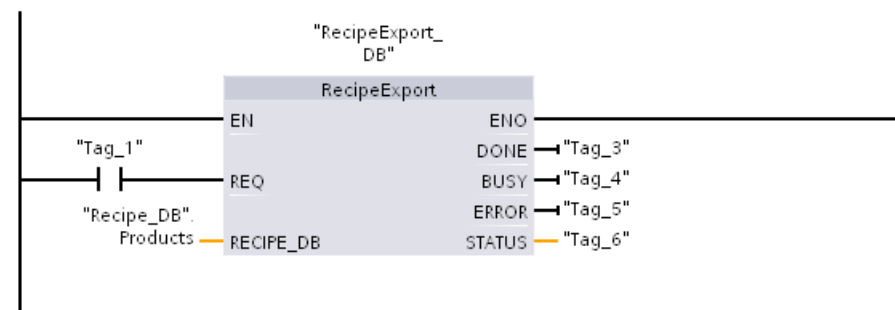 "RecipeExport_
DB"
RecipeExport
EN
ENO
"Tag_1"
DONE
"Tag_3"
REQ
BUSY
"Tag_4"
"Recipe_DB".
Products
ERROR
"Tag_5"
RECIPE_DB
STATUS
"Tag_6"